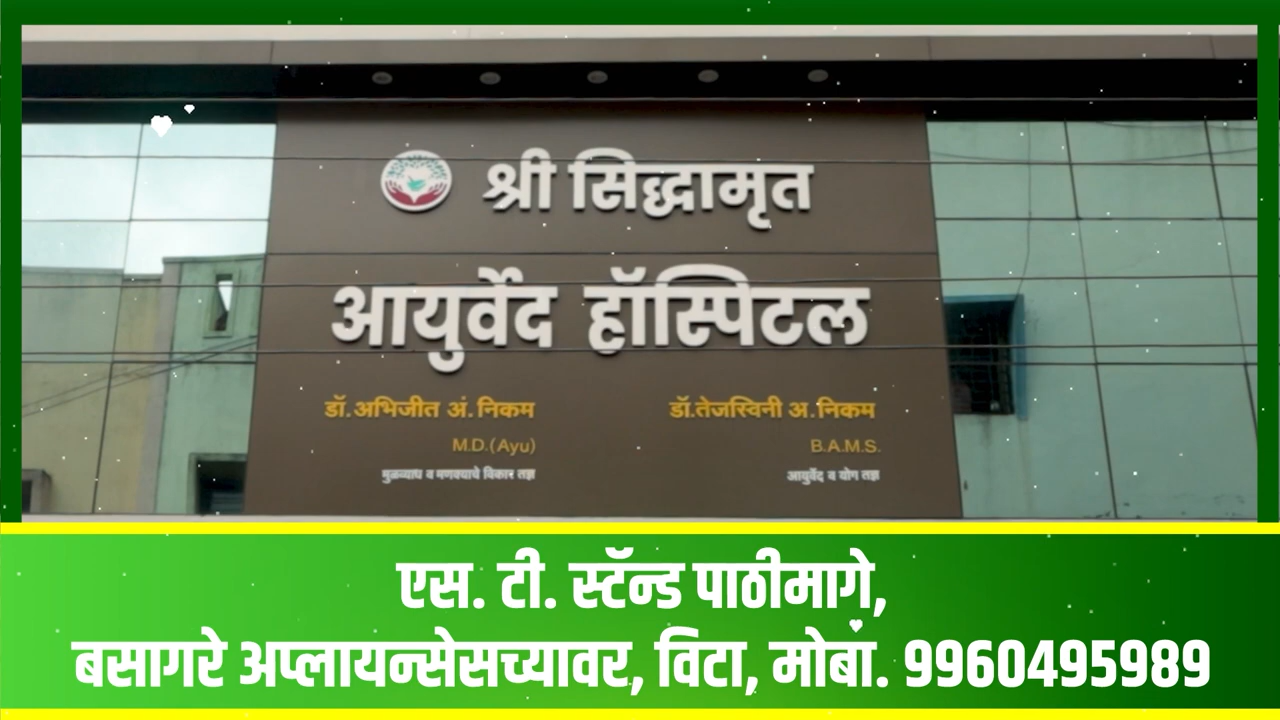 श्री सिद्धामृत
आयुर्वेद हॉस्पिटल
डॉ. अभिजीत अं. निकम
M.D.(Ayu)
मुळव्याध व मणक्याचे विकार तज्ञ
डॉ.तेजस्विनी अ. निकम
B.A.M.S.
आयुर्वेद व योग तज्ञ
एस. टी. स्टॅन्ड पाठीमागे,
बसागरे अप्लायन्सेसच्यावर, विटा, मोबा. 9960495989